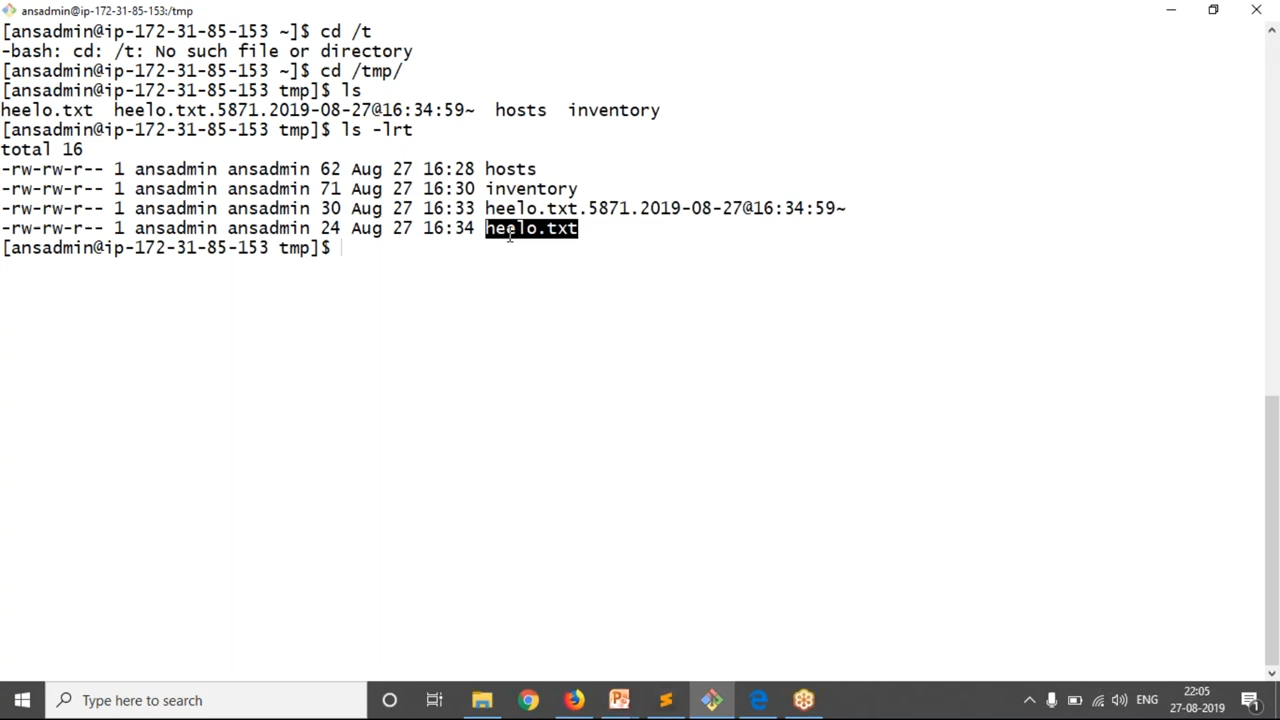 ansadmin@ip-172-31-85-153:/tmp
[ansadmin@ip-172-31-85-153 ~]$ cd /t
-bash: cd: /t: No such file or directory
[ansadmin@ip-172-31-85-153 ~]$ cd /tmp/
[ansadmin@ip-172-31-85-153 tmp]$ ls
heelo.txt  heelo.txt.5871.2019-08-27@16:34:59~  hosts  inventory
[ansadmin@ip-172-31-85-153 tmp]$ ls -lrt
total 16
-rw-rw-r-- 1 ansadmin ansadmin 62 Aug 27 16:28 hosts
-rw-rw-r-- 1 ansadmin ansadmin 71 Aug 27 16:30 inventory
-rw-rw-r-- 1 ansadmin ansadmin 30 Aug 27 16:33 heelo.txt.5871.2019-08-27@16:34:59~
-rw-rw-r-- 1 ansadmin ansadmin 24 Aug 27 16:34 heelo.txt
[ansadmin@ip-172-31-85-153 tmp]$
Type here to search
ENG
22:05
27-08-2019
1